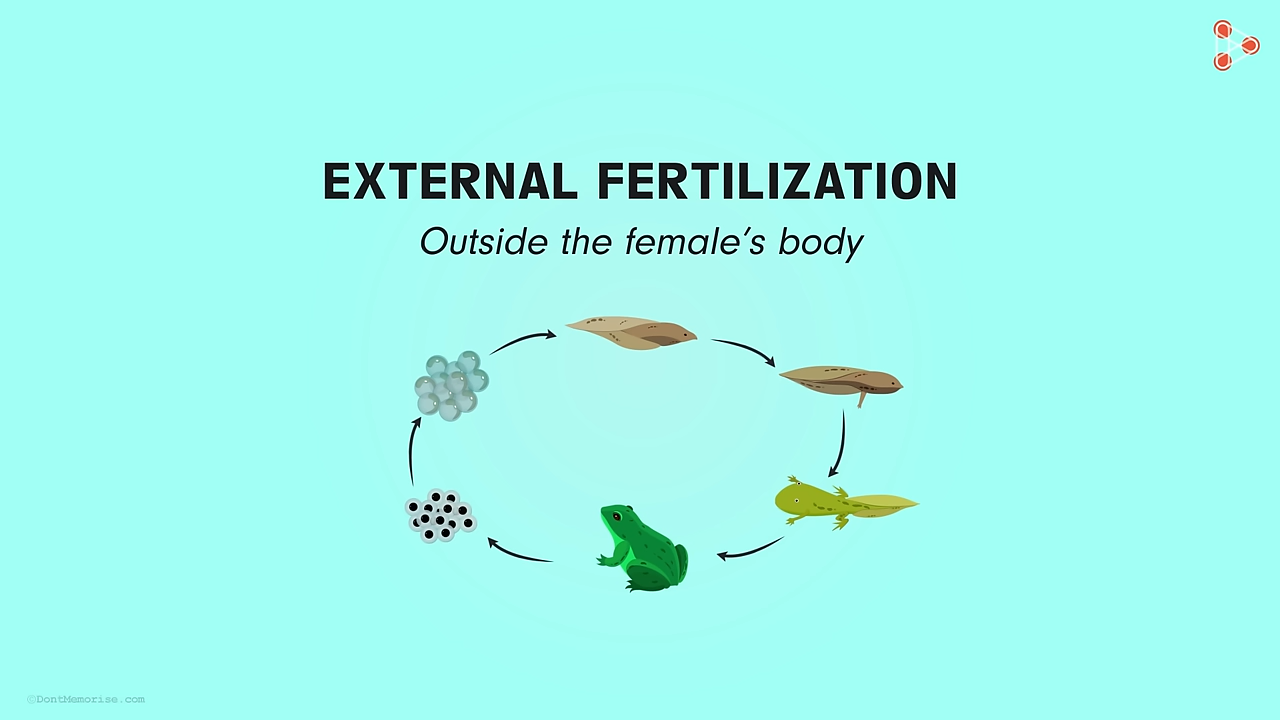 EXTERNAL FERTILIZATION
Outside the female's body
©DontMemorise.com